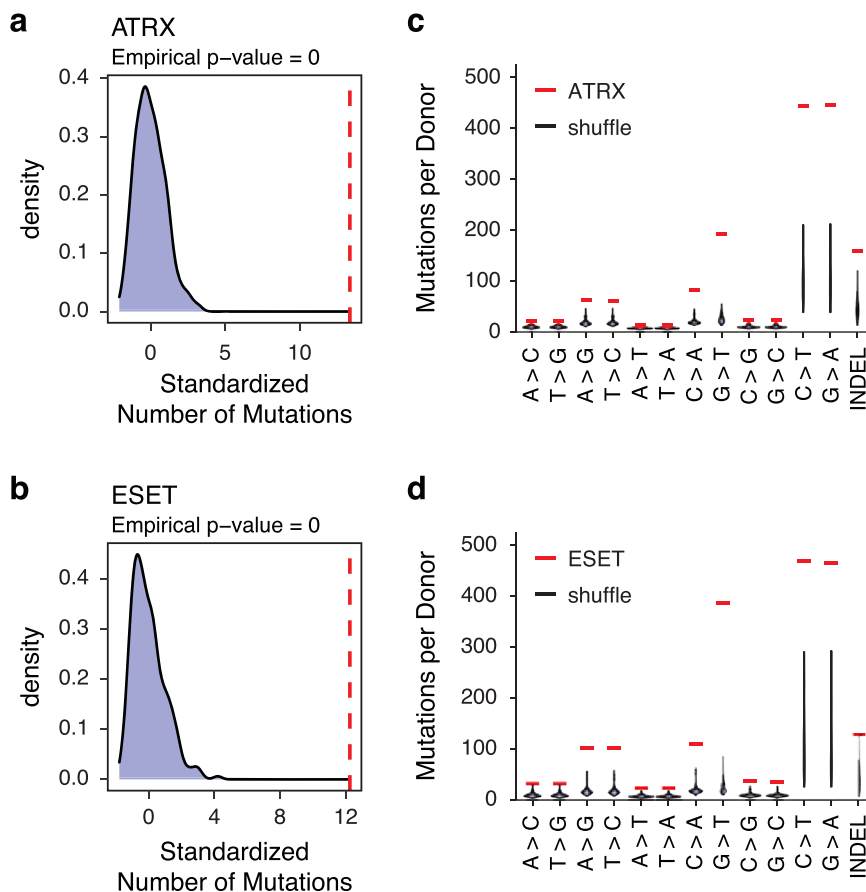 a
ATRX
Empirical p−value = 0
0.4
0.3
0.2
0.1
0.0
density
0
5
10
Standardized
Number of Mutations
c
500
400
300
200
100
0
Mutations per Donor
ATRX
shuffle
A > C
T > G
A > G
T > C
A > T
T > A
C > A
G > T
C > G
G > C
C > T
G > A
INDEL
b
ESET
Empirical p−value = 0
0.4
0.3
0.2
0.1
0.0
density
0
4
8
12
Standardized
Number of Mutations
d
500
400
300
200
100
0
Mutations per Donor
ESET
shuffle
A > C
T > G
A > G
T > C
A > T
T > A
C > A
G > T
C > G
G > C
C > T
G > A
INDEL